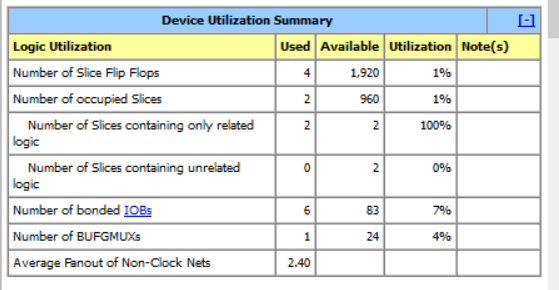 Device Utilization Summary [-]
Logic Utilization Used Available Utilization Note(s)
Number of Slice Flip Flops 4 1,920 1%
Number of occupied Slices 2 960 1%
Number of Slices containing only related 2 2 100%
logic
Number of Slices containing unrelated 0 2 0%
logic
Number of bonded IOBs 6 83 7%
Number of BUFGMUXs 1 24 4%
Average Fanout of Non-Clock Nets 2.40